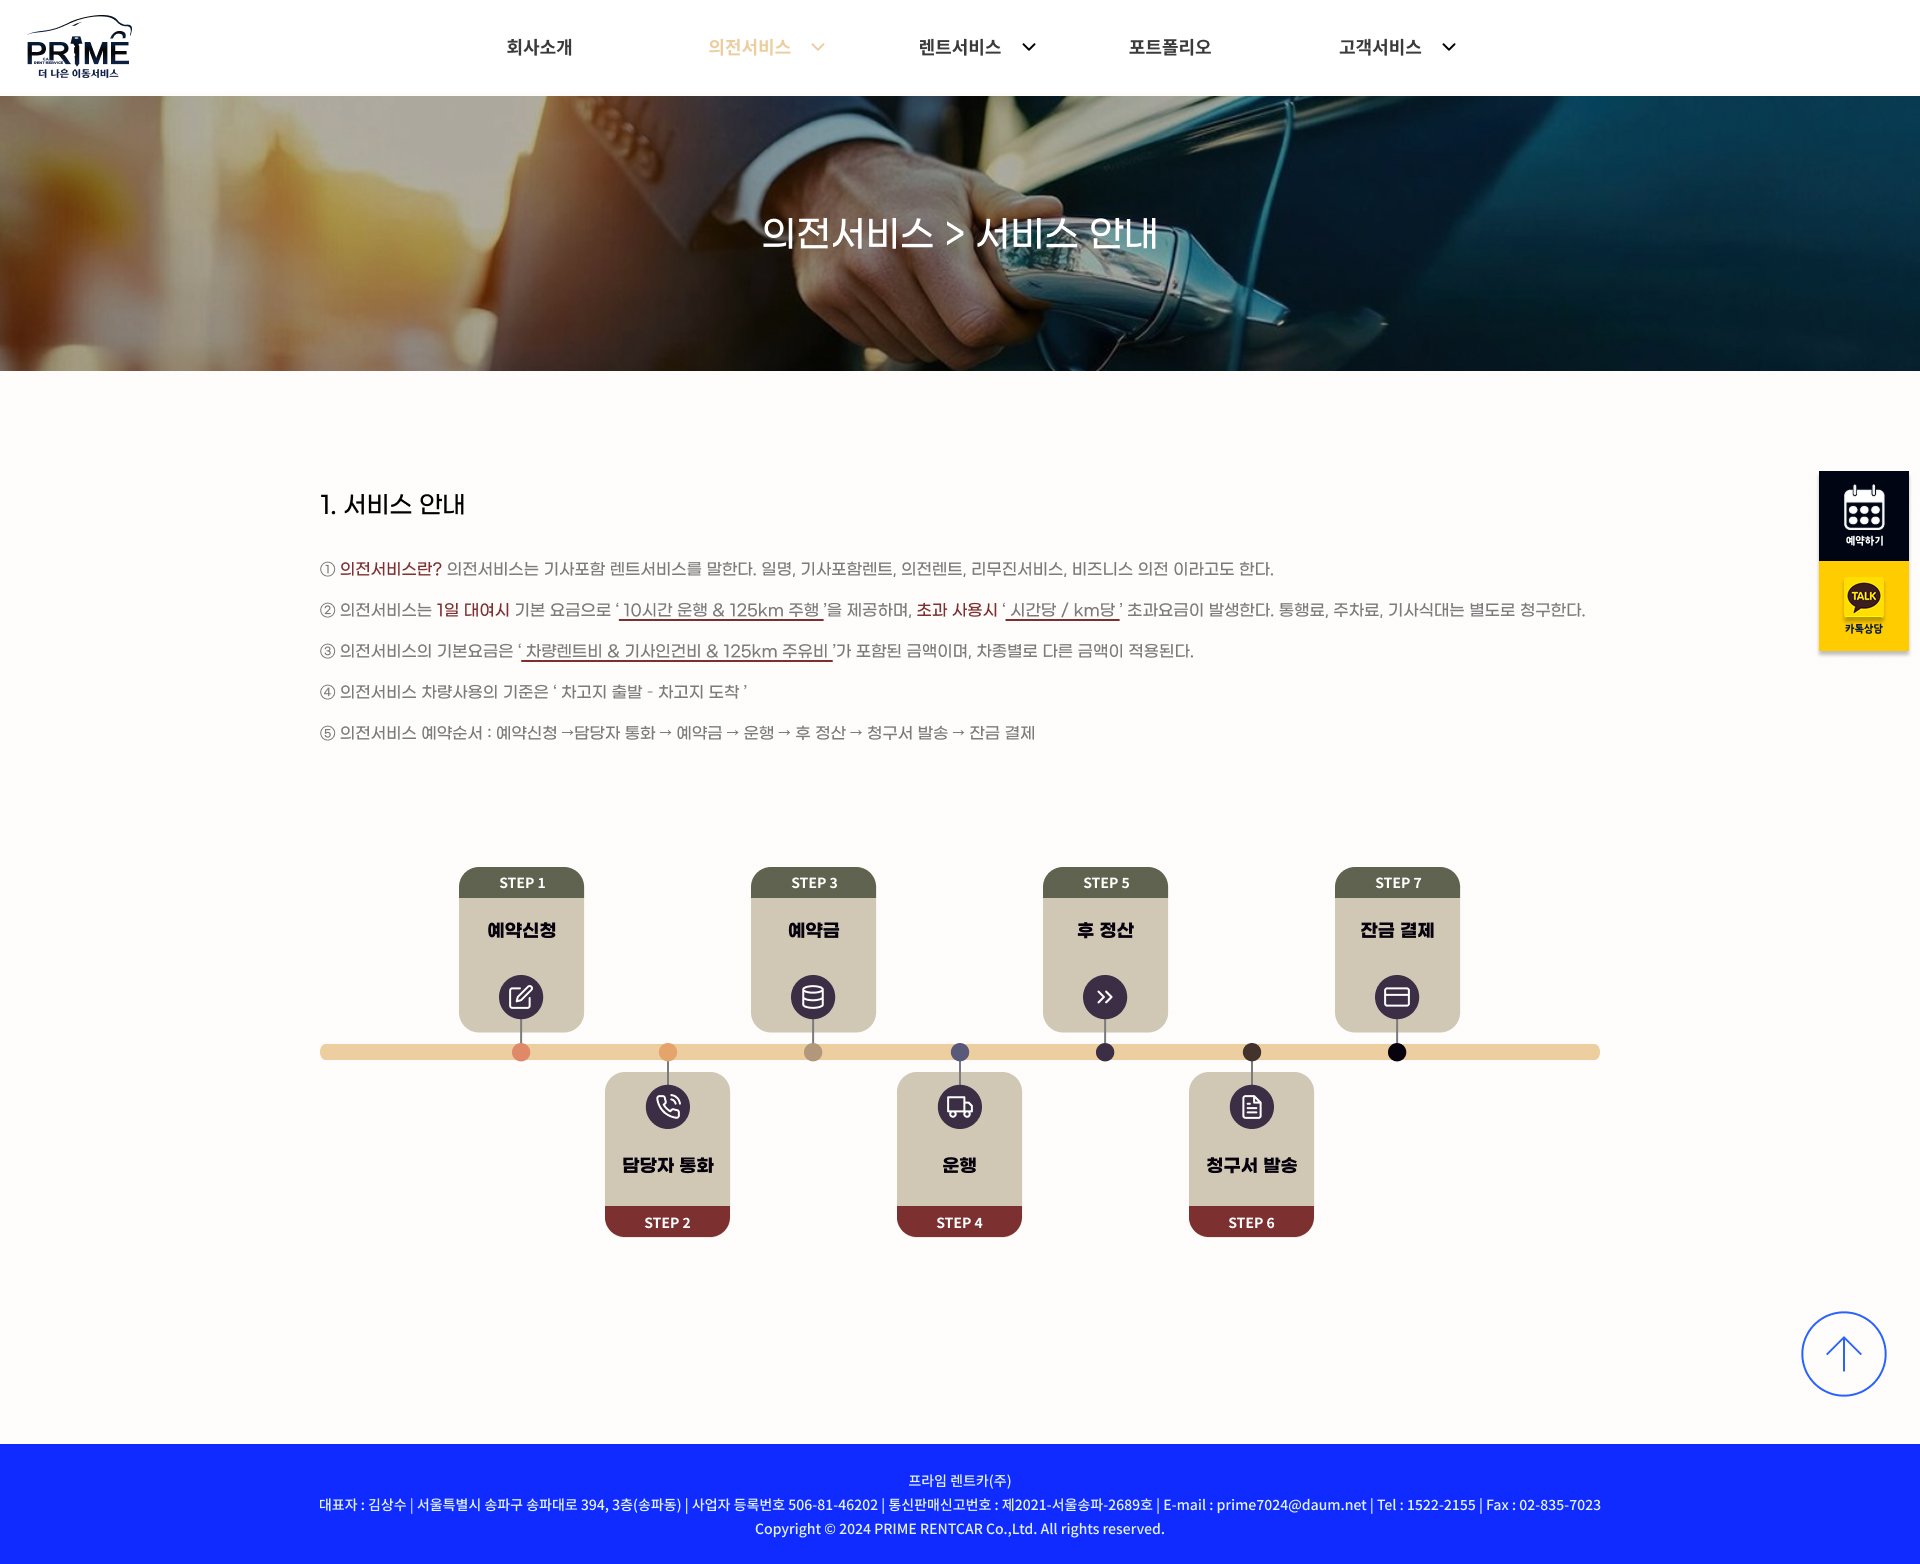 PRIME
더 나은 이동서비스
회사소개
의전서비스
렌트서비스
포트폴리오
고객서비스
의전서비스 > 서비스 안내
1. 서비스 안내
① 의전서비스란? 의전서비스는 기사포함 렌트서비스를 말한다. 일명, 기사포함렌트, 의전렌트, 리무진서비스, 비즈니스 의전 이라고도 한다.
② 의전서비스는 1일 대여시 기본 요금으로 ‘ 10시간 운행 & 125km 주행 ’을 제공하며, 초과 사용시 ‘ 시간당 / km당 ’ 초과요금이 발생한다. 통행료, 주차료, 기사식대는 별도로 청구한다.
③ 의전서비스의 기본요금은 ‘ 차량렌트비 & 기사인건비 & 125km 주유비 ’가 포함된 금액이며, 차종별로 다른 금액이 적용된다.
④ 의전서비스 차량사용의 기준은 ‘ 차고지 출발 - 차고지 도착 ’
⑤ 의전서비스 예약순서 : 예약신청 →담당자 통화 → 예약금 → 운행 → 후 정산 → 청구서 발송 → 잔금 결제
예약하기
TALK
카톡상담
STEP 1
예약신청
STEP 3
예약금
STEP 5
후 정산
STEP 7
잔금 결제
담당자 통화
STEP 2
운행
STEP 4
청구서 발송
STEP 6
프라임 렌트카(주)
대표자 : 김상수 | 서울특별시 송파구 송파대로 394, 3층(송파동) | 사업자 등록번호 506-81-46202 | 통신판매신고번호 : 제2021-서울송파-2689호 | E-mail : prime7024@daum.net | Tel : 1522-2155 | Fax : 02-835-7023
Copyright © 2024 PRIME RENTCAR Co.,Ltd. All rights reserved.